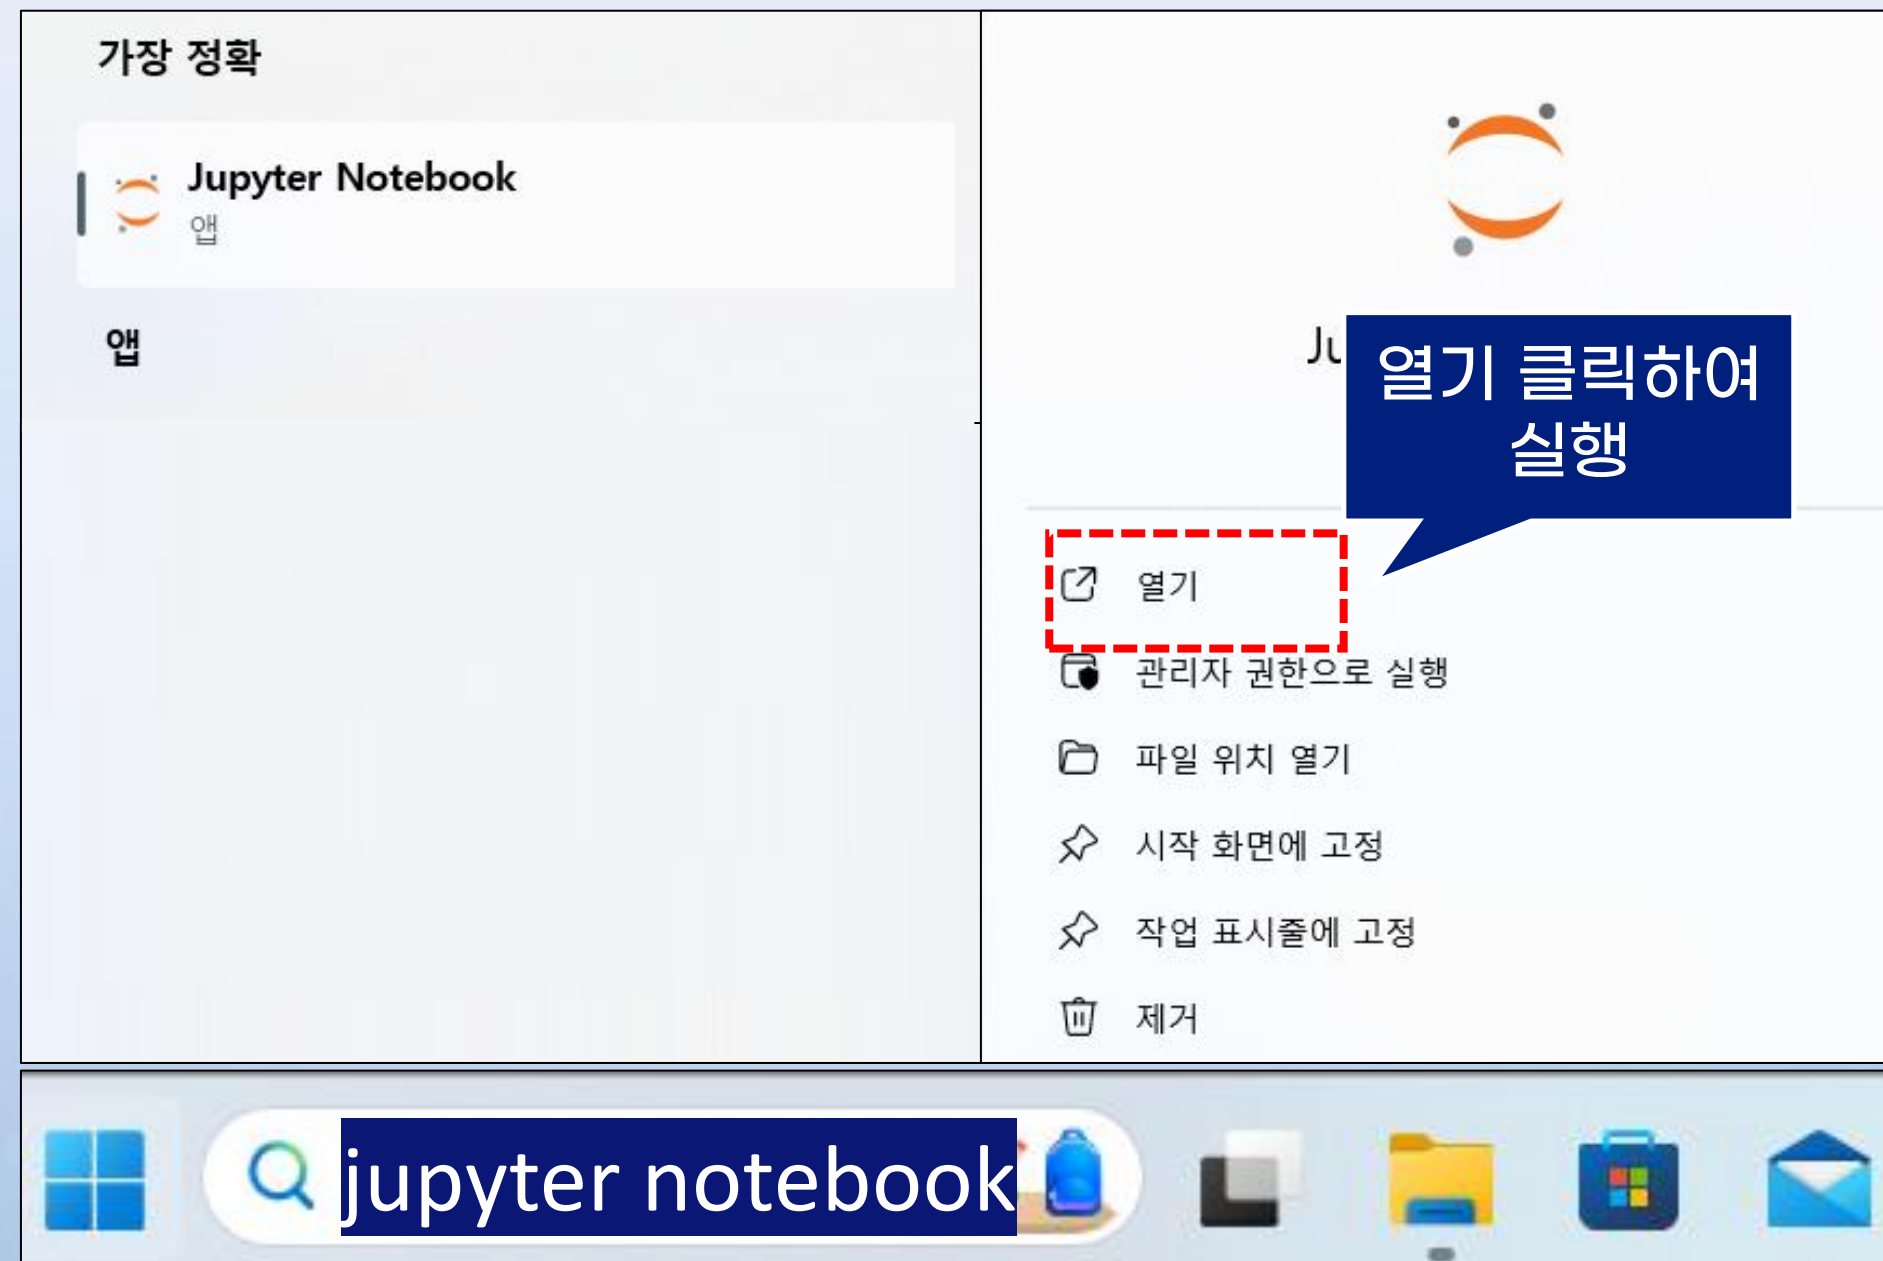 가장 정확
Jupyter Notebook
앱
앱
Ju
열기 클릭하여
실행
열기
관리자 권한으로 실행
파일 위치 열기
시작 화면에 고정
작업 표시줄에 고정
제거
jupyter notebook